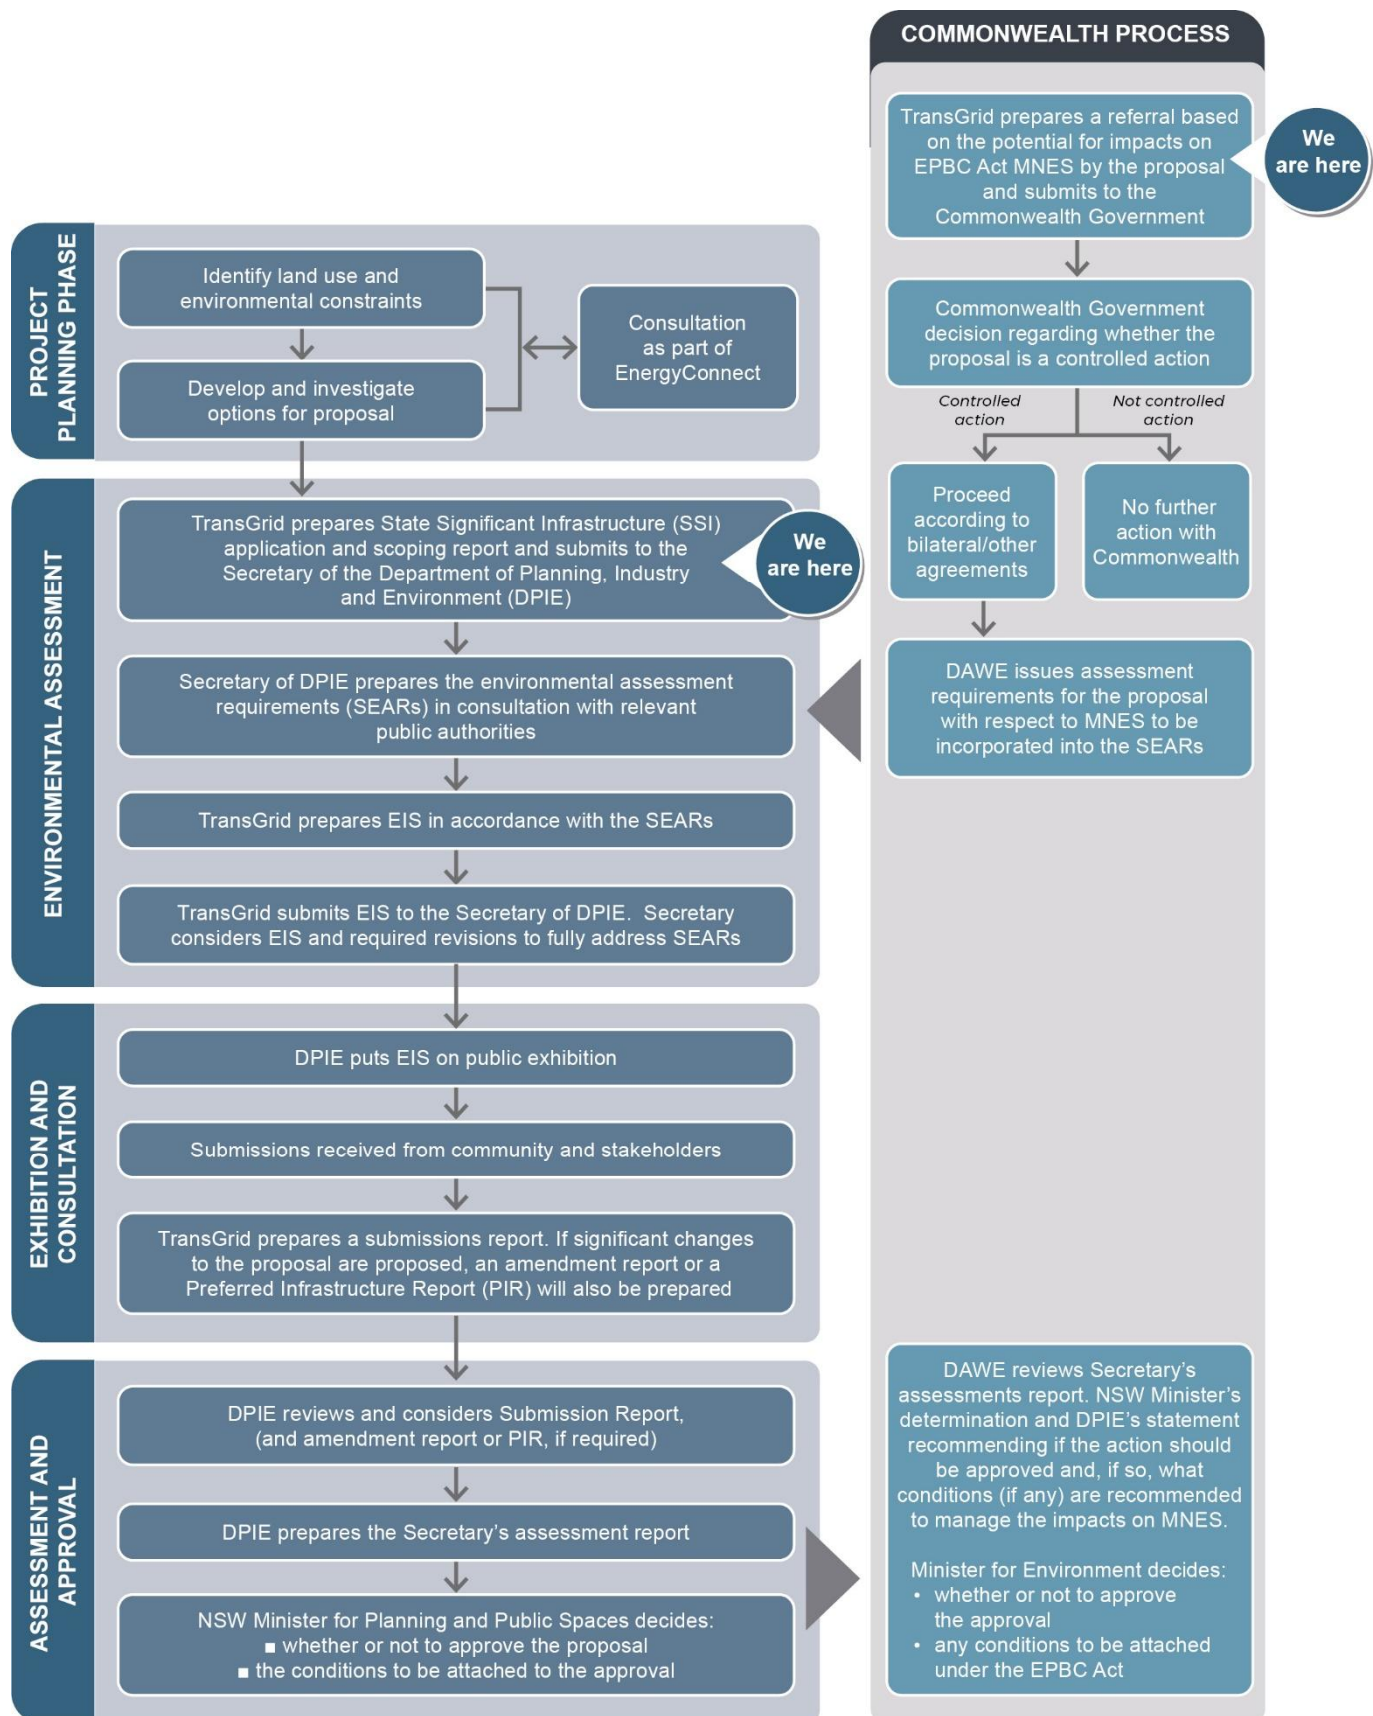 PROJECT
PLANNING PHASE
Identify land use and
environmental constraints
Develop and investigate
options for proposal
Consultation
as part of
EnergyConnect
ENVIRONMENTAL ASSESSMENT
TransGrid prepares State Significant Infrastructure (SSI)
application and scoping report and submits to the
Secretary of the Department of Planning, Industry
and Environment (DPIE)
We
are here
Secretary of DPIE prepares the environmental assessment
requirements (SEARs) in consultation with relevant
public authorities
TransGrid prepares EIS in accordance with the SEARs
TransGrid submits EIS to the Secretary of DPIE. Secretary
considers EIS and required revisions to fully address SEARs
EXHIBITION AND
CONSULTATION
DPIE puts EIS on public exhibition
Submissions received from community and stakeholders
TransGrid prepares a submissions report. If significant changes
to the proposal are proposed, an amendment report or a
Preferred Infrastructure Report (PIR) will also be prepared
ASSESSMENT AND
APPROVAL
DPIE reviews and considers Submission Report,
(and amendment report or PIR, if required)
DPIE prepares the Secretary's assessment report
NSW Minister for Planning and Public Spaces decides:
■ whether or not to approve the proposal
■ the conditions to be attached to the approval
COMMONWEALTH PROCESS
TransGrid prepares a referral based
on the potential for impacts on
EPBC Act MNES by the proposal
and submits to the
Commonwealth Government
We
are here
Commonwealth Government
decision regarding whether the
proposal is a controlled action
Controlled
action
Not controlled
action
Proceed
according to
bilateral/other
agreements
No further
action with
Commonwealth
DAWE issues assessment
requirements for the proposal
with respect to MNES to be
incorporated into the SEARs
DAWE reviews Secretary's
assessments report. NSW Minister's
determination and DPIE's statement
recommending if the action should
be approved and, if so, what
conditions (if any) are recommended
to manage the impacts on MNES.
Minister for Environment decides:
• whether or not to approve
the approval
• any conditions to be attached
under the EPBC Act